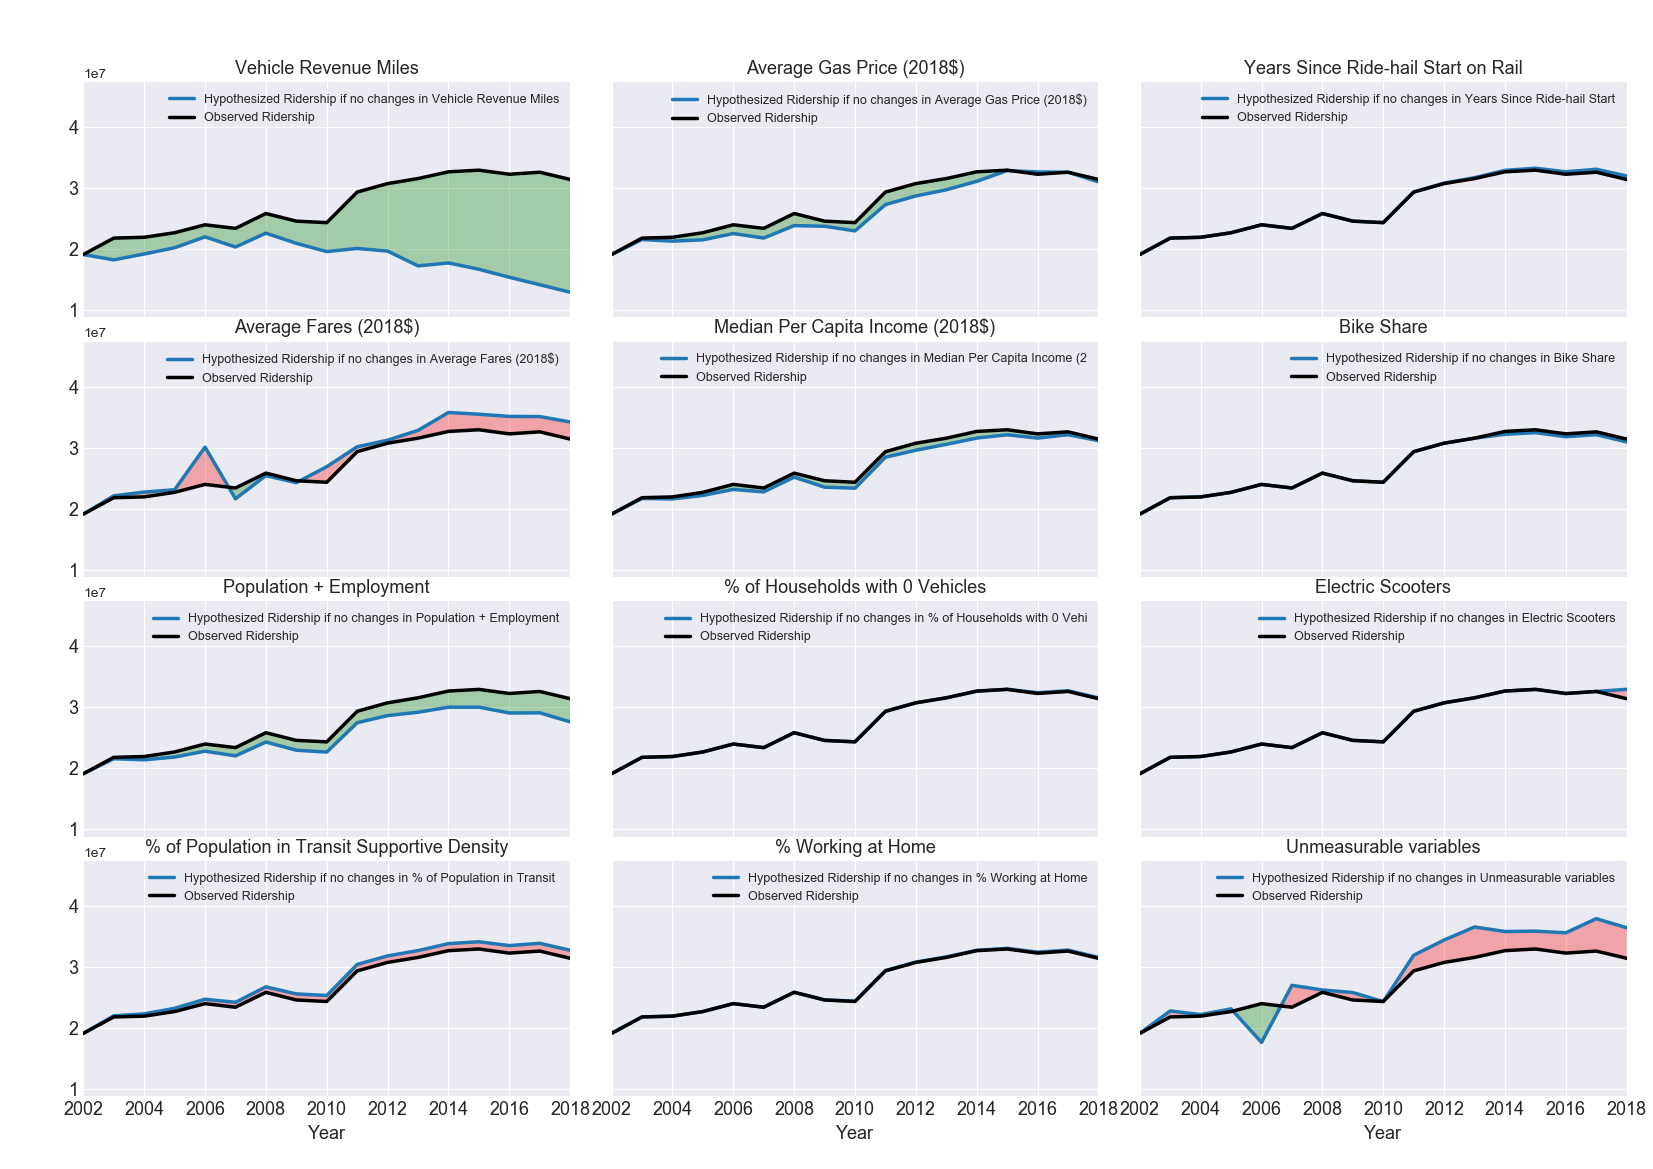 Vehicle Revenue Miles
1e7
Hypothesized Ridership if no changes in Vehicle Revenue Miles
Observed Ridership
4
3
2
1
Average Gas Price (2018$)
Hypothesized Ridership if no changes in Average Gas Price (2018$)
Observed Ridership
Years Since Ride-hail Start on Rail
Hypothesized Ridership if no changes in Years Since Ride-hail Start
Observed Ridership
Average Fares (2018$)
1e7
Hypothesized Ridership if no changes in Average Fares (2018$)
Observed Ridership
4
3
2
1
Median Per Capita Income (2018$)
Hypothesized Ridership if no changes in Median Per Capita Income (2
Observed Ridership
Bike Share
Hypothesized Ridership if no changes in Bike Share
Observed Ridership
Population + Employment
1e7
Hypothesized Ridership if no changes in Population + Employment
Observed Ridership
4
3
2
1
% of Households with 0 Vehicles
Hypothesized Ridership if no changes in % of Households with 0 Vehi
Observed Ridership
Electric Scooters
Hypothesized Ridership if no changes in Electric Scooters
Observed Ridership
% of Population in Transit Supportive Density
1e7
Hypothesized Ridership if no changes in % of Population in Transit
Observed Ridership
4
3
2
1
2002 2004 2006 2008 2010 2012 2014 2016 2018
Year
% Working at Home
Hypothesized Ridership if no changes in % Working at Home
Observed Ridership
2002 2004 2006 2008 2010 2012 2014 2016 2018
Year
Unmeasurable variables
Hypothesized Ridership if no changes in Unmeasurable variables
Observed Ridership
2002 2004 2006 2008 2010 2012 2014 2016 2018
Year